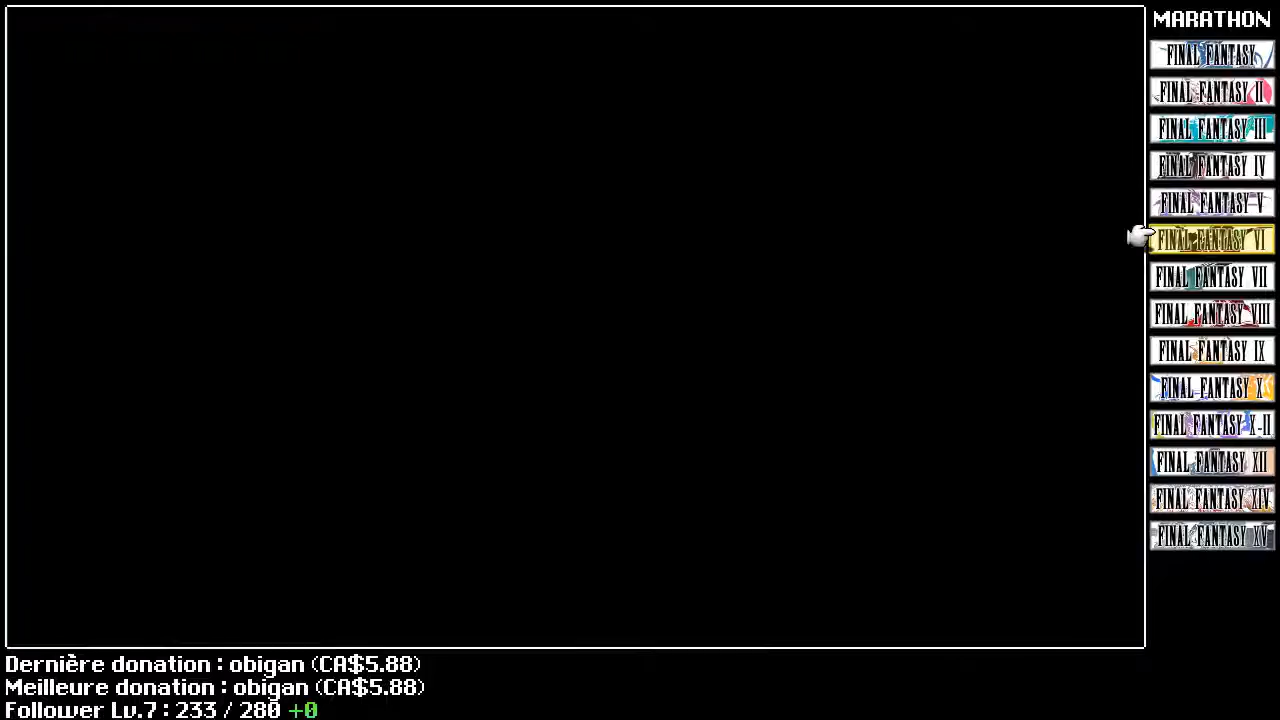 MARATHON
FINAL FANTASY
FINAL FANTASY II
FINAL FANTASY III
FINAL FANTASY IV
FINAL FANTASY V
FINAL FANTASY VI
FINAL FANTASY VII
FINAL FANTASY VIII
FINAL FANTASY IX
FINAL FANTASY X
FINAL FANTASY X-II
FINAL FANTASY XII
FINAL FANTASY XIV
FINAL FANTASY XV
Dernière donation : obigan (CA$5.88)
Meilleure donation : obigan (CA$5.88)
Follower Lv.7 : 233 / 280 +0